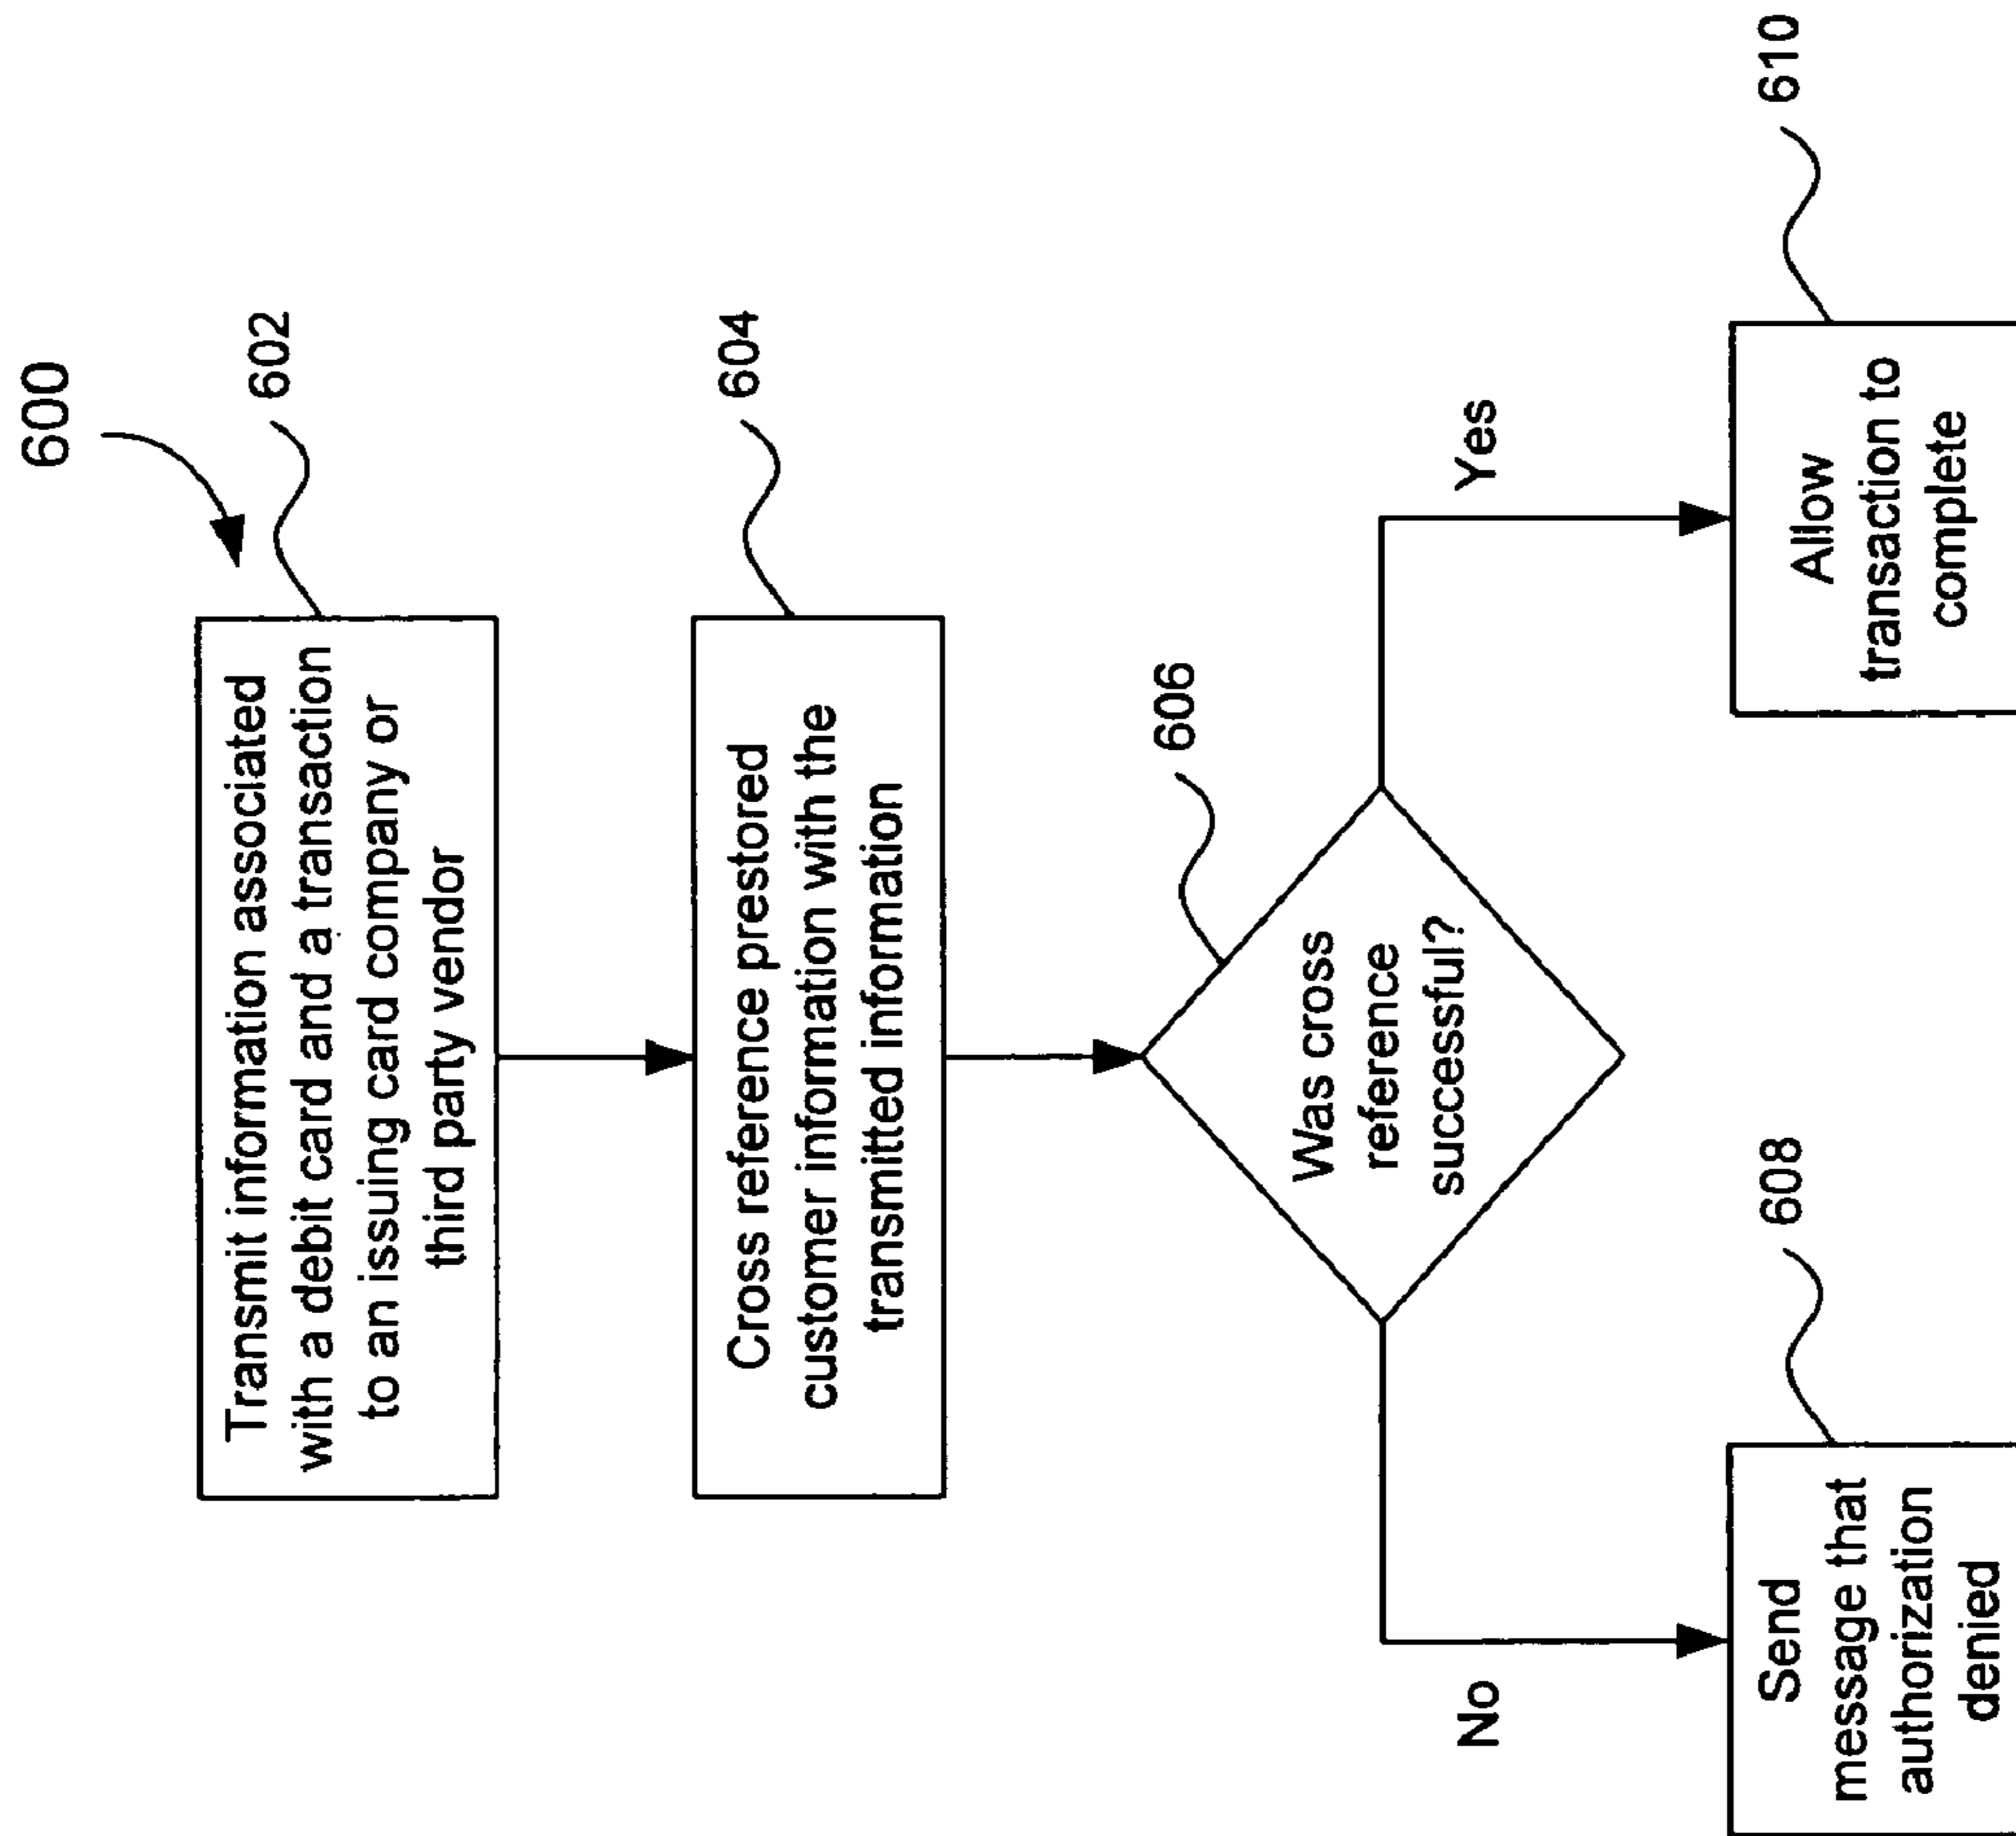 600
602
Transmit information associated
with a debit card and a transaction
to an issuing card company or
third party vendor
604
Cross reference prestored
customer information with the
transmitted information
606
Was cross
reference
successful?
No
Yes
608
Send
message that
authorization
denied
610
Allow
transaction to
complete